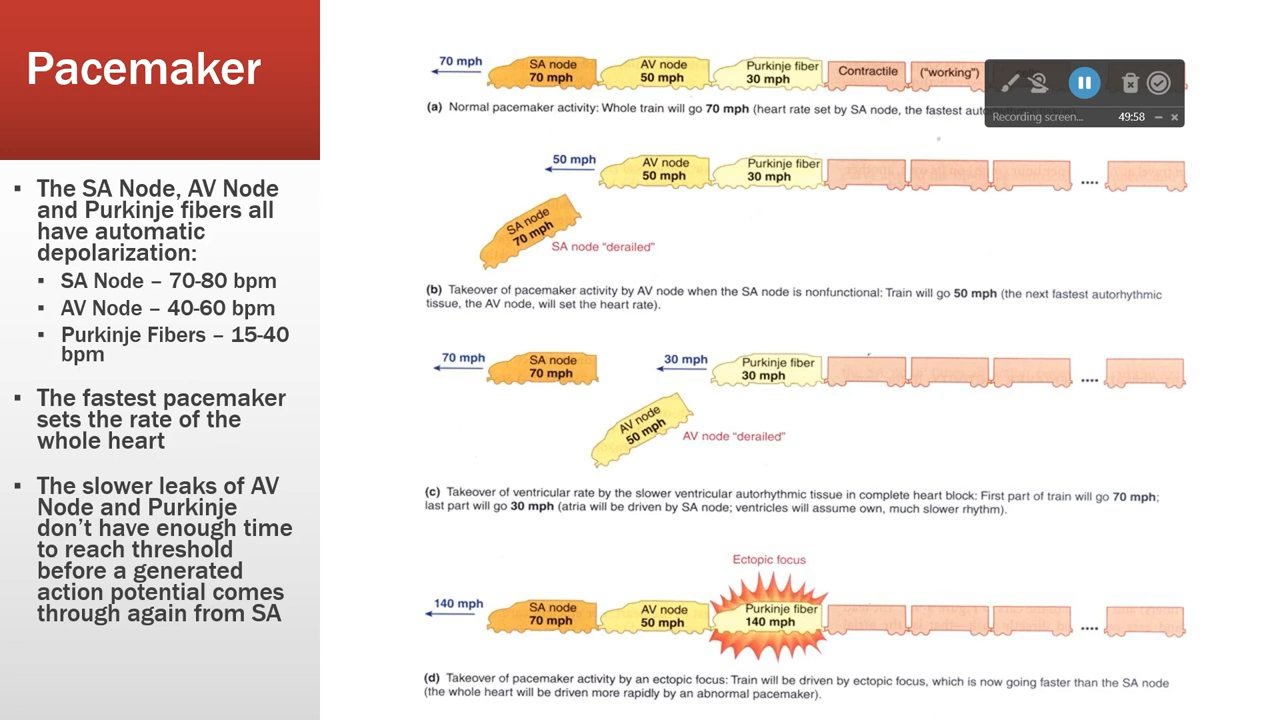 Pacemaker
▪ The SA Node, AV Node
and Purkinje fibers all
have automatic
depolarization:
▪ SA Node – 70-80 bpm
▪ AV Node – 40-60 bpm
▪ Purkinje Fibers – 15-40
bpm
▪ The fastest pacemaker
sets the rate of the
whole heart
▪ The slower leaks of AV
Node and Purkinje
don't have enough time
to reach threshold
before a generated
action potential comes
through again from SA
70 mph
SA node
70 mph
AV node
50 mph
Purkinje fiber
30 mph
Contractile
("working")
(a) Normal pacemaker activity: Whole train will go 70 mph (heart rate set by SA node, the fastest
Recording screen...
49:58
50 mph
AV node
50 mph
Purkinje fiber
30 mph
SA node
70 mph
SA node "derailed"
(b) Takeover of pacemaker activity by AV node when the SA node is nonfunctional: Train will go 50 mph (the next fastest autorhythmic
tissue, the AV node, will set the heart rate).
70 mph
SA node
70 mph
30 mph
Purkinje fiber
30 mph
AV node
50 mph
AV node "derailed"
(c) Takeover of ventricular rate by the slower ventricular autorhythmic tissue in complete heart block: First part of train will go 70 mph;
last part will go 30 mph (atria will be driven by SA node; ventricles will assume own, much slower rhythm).
Ectopic focus
140 mph
SA node
70 mph
AV node
50 mph
Purkinje fiber
140 mph
(d) Takeover of pacemaker activity by an ectopic focus: Train will be driven by ectopic focus, which is now going faster than the SA node
(the whole heart will be driven more rapidly by an abnormal pacemaker).